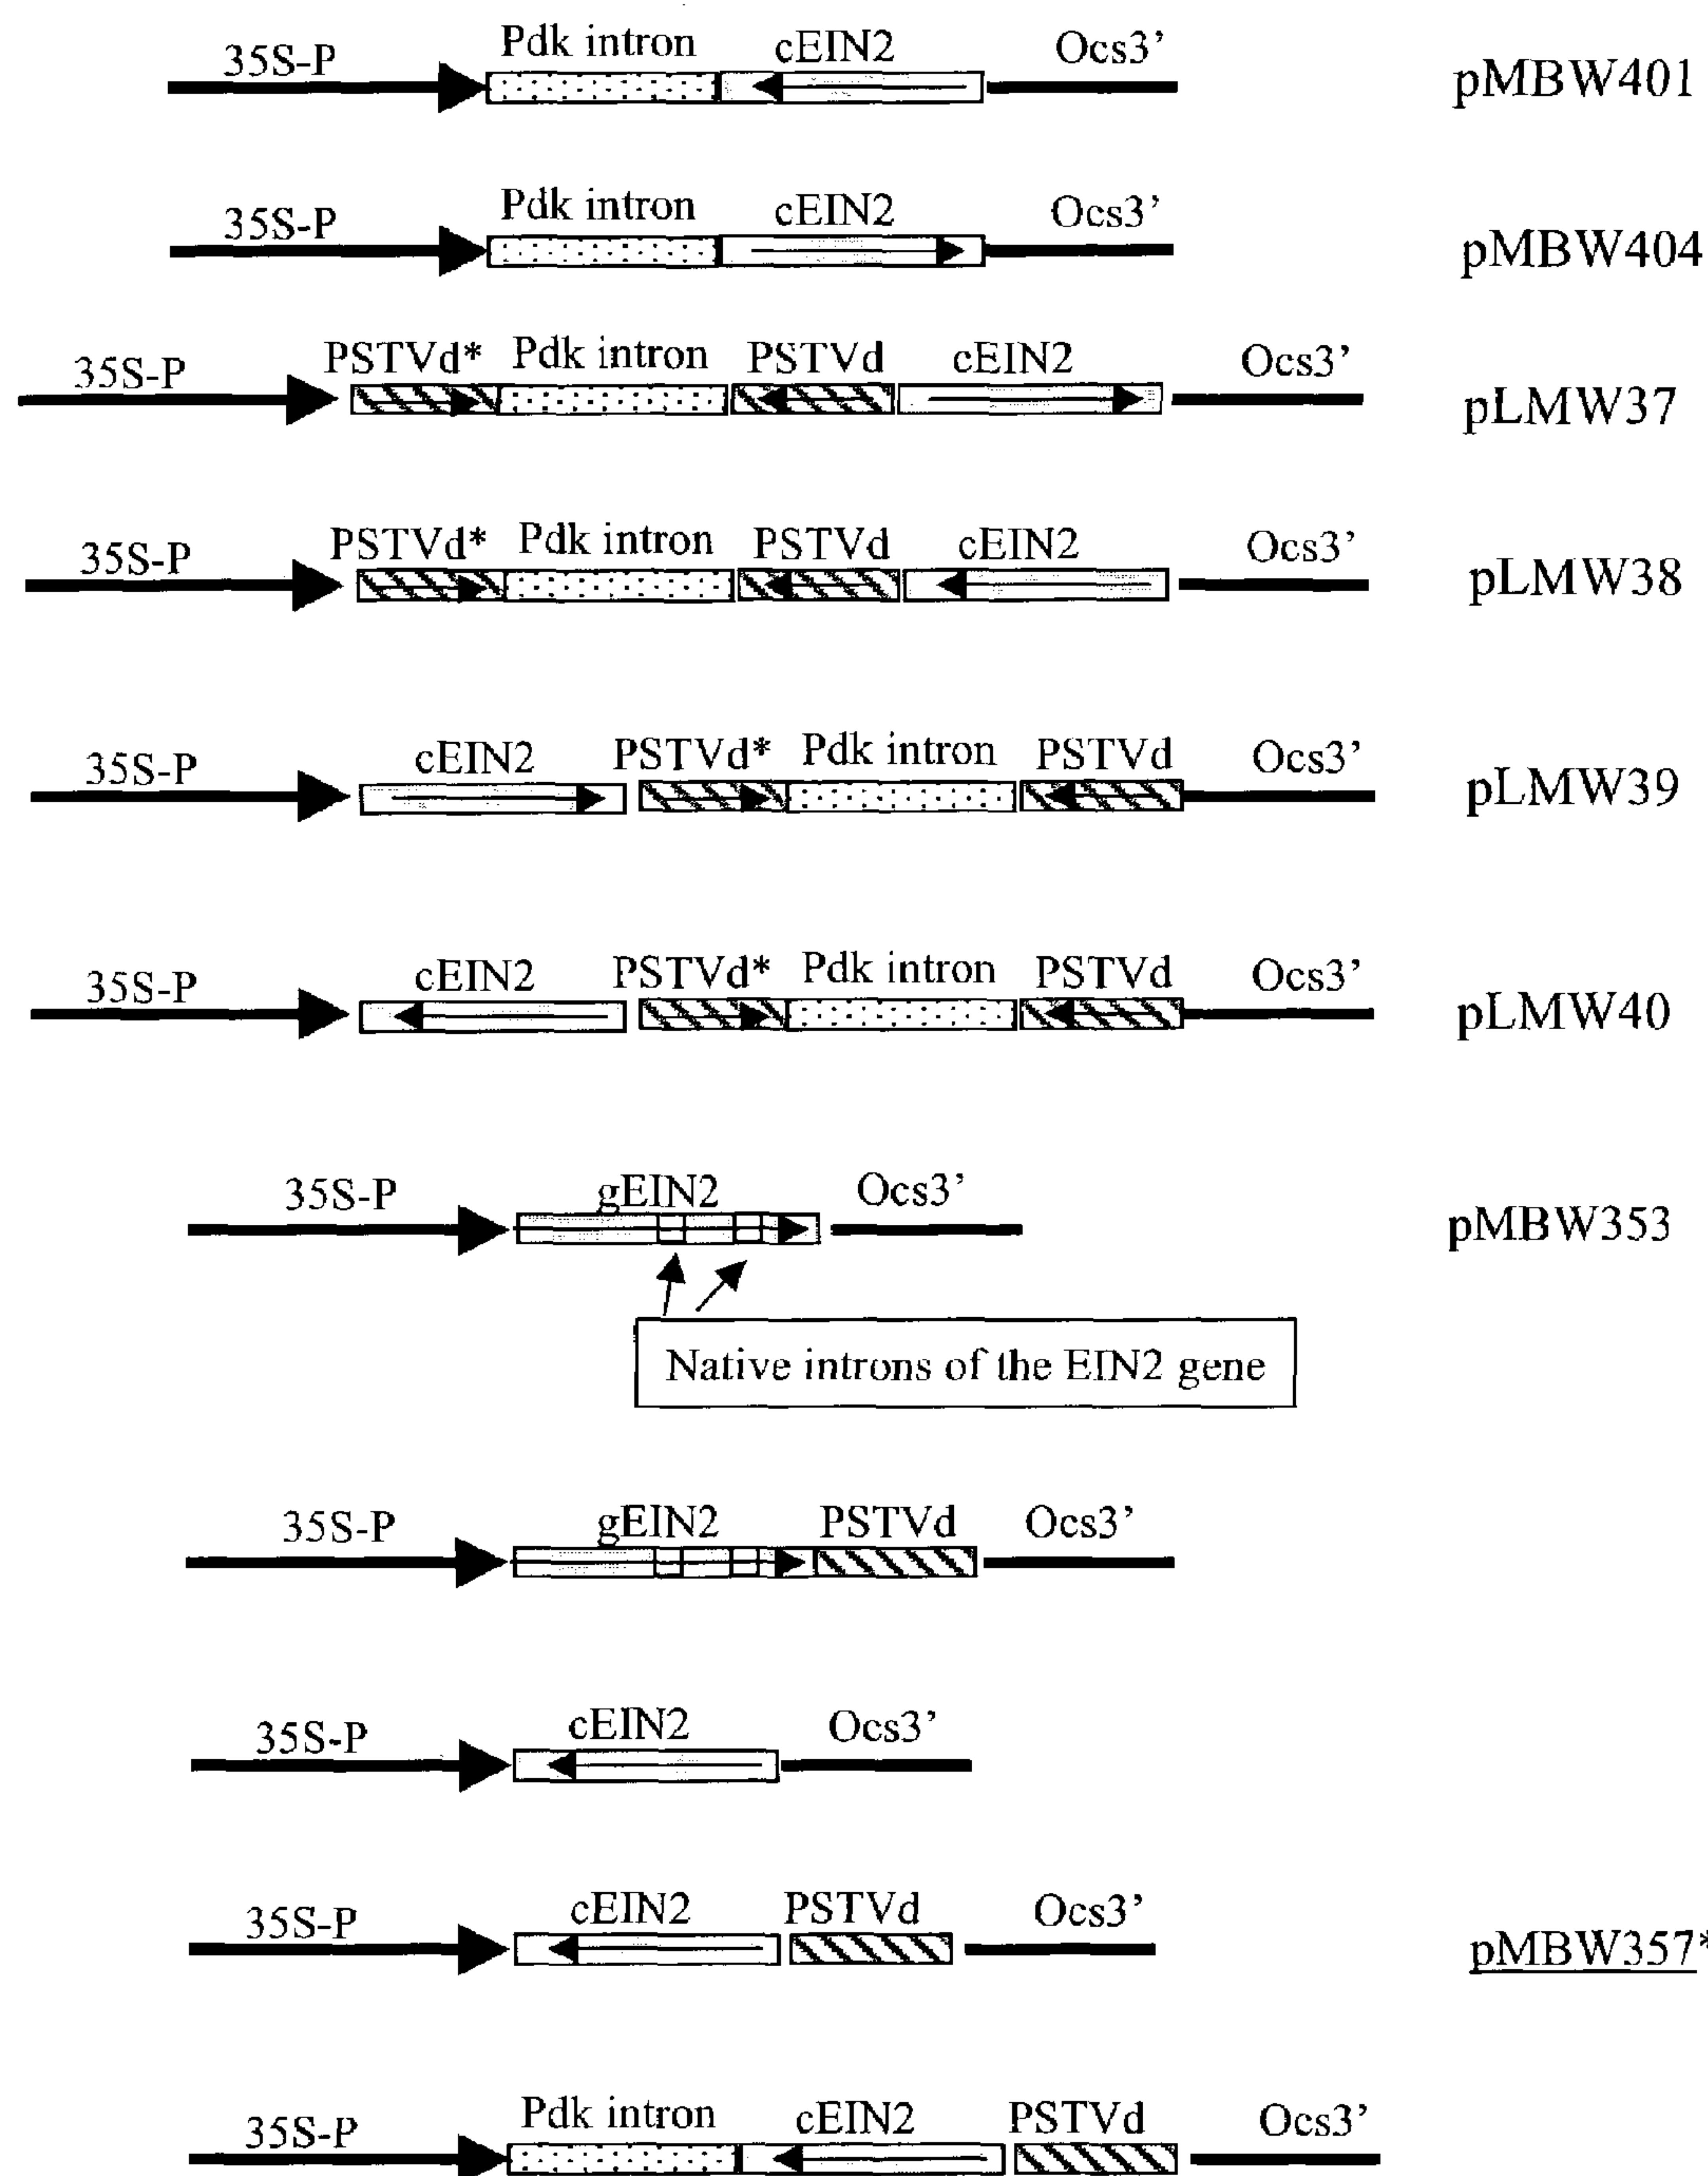 35S-P Pdk intron cEIN2 Ocs3’ pMBW401
35S-P Pdk intron cEIN2 Ocs3’ pMBW404
35S-P PSTVd* Pdk intron PSTVd cEIN2 Ocs3’ pLMW37
35S-P PSTVd* Pdk intron PSTVd cEIN2 Ocs3’ pLMW38
35S-P cEIN2 PSTVd* Pdk intron PSTVd Ocs3’ pLMW39
35S-P cEIN2 PSTVd* Pdk intron PSTVd Ocs3’ pLMW40
35S-P gEIN2 Ocs3’ pMBW353
Native introns of the EIN2 gene
35S-P gEIN2 PSTVd Ocs3’
35S-P cEIN2 Ocs3’
35S-P cEIN2 PSTVd Ocs3’ pMBW357*
35S-P Pdk intron cEIN2 PSTVd Ocs3’